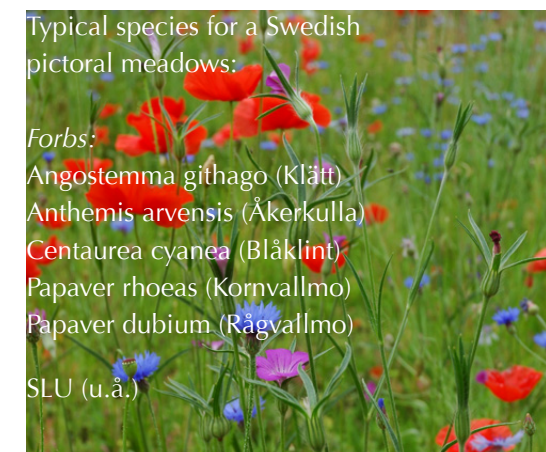 Typical species for a Swedish
pictoral meadows:
Forbs:
Angostemma githago (Klätt)
Anthemis arvensis (Åkerkulla)
Centaurea cyanea (Blåklint)
Papaver rhoeas (Kornvallmo)
Papaver dubium (Rågvallmo)
SLU (u.å.)